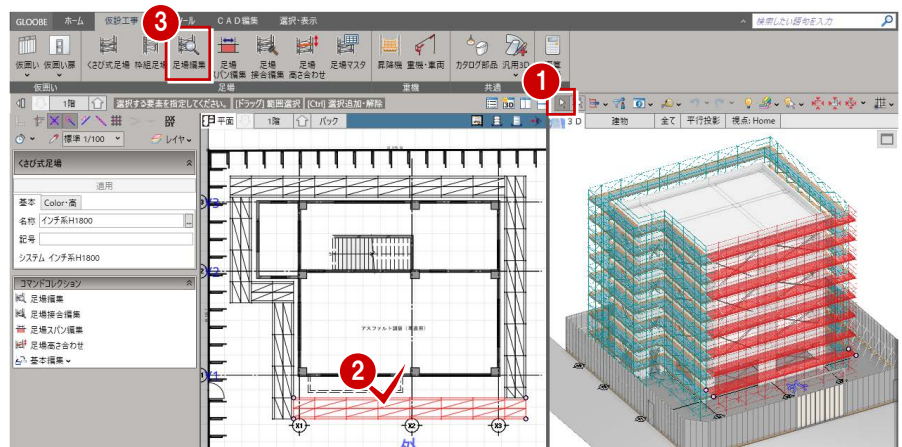 GLOOBE ホーム 仮設工事 ール CAD編集 選択・表示 検索したい語句を入力
3
仮囲い 仮囲い扉 くさび式足場 枠組足場 足場編集 足場スパン編集 足場接合編集 足場高さ合わせ 足場マスタ 昇降機 重機・車両 カタログ部品 汎用3D
仮囲い 足場 重機 共通
1
1階 選択する要素を指定してください。 [ドラッグ] 範囲選択 [Ctrl] 選択追加・解除
平面 1階 パック 3D 建物 全て 平行投影 視点: Home
標準 1/100 レイヤ
くさび式足場
適用
基本 Color・高
名称 インチ系H1800 ...
記号
システム インチ系H1800
コマンドコレクション
足場編集
足場接合編集
足場スパン編集
足場高さ合わせ
基本編集
Y3
Y2
アスファルト舗装(車道用)
Y1
2
X1 X2 X3
外